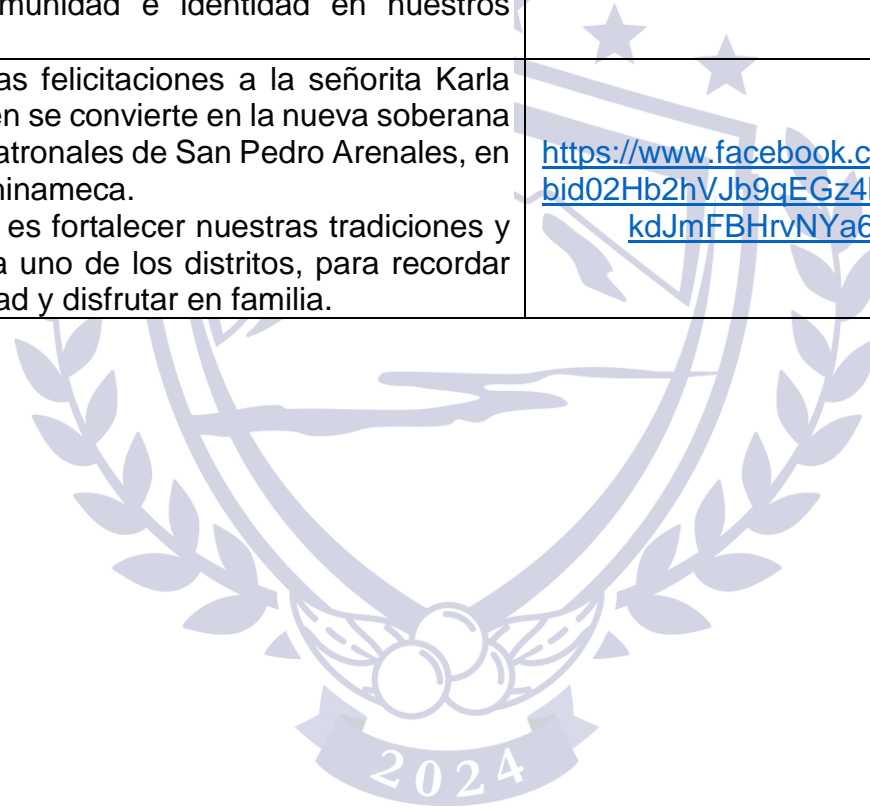 munidad e identidad en nuestros
as felicitaciones a la señorita Karla
en se convierte en la nueva soberana
atronales de San Pedro Arenales, en
hinameca.
es fortalecer nuestras tradiciones y
a uno de los distritos, para recordar
ad y disfrutar en familia.
https://www.facebook.c
bid02Hb2hVJb9qEGz4
kdJmFBHrvNYa6
2024